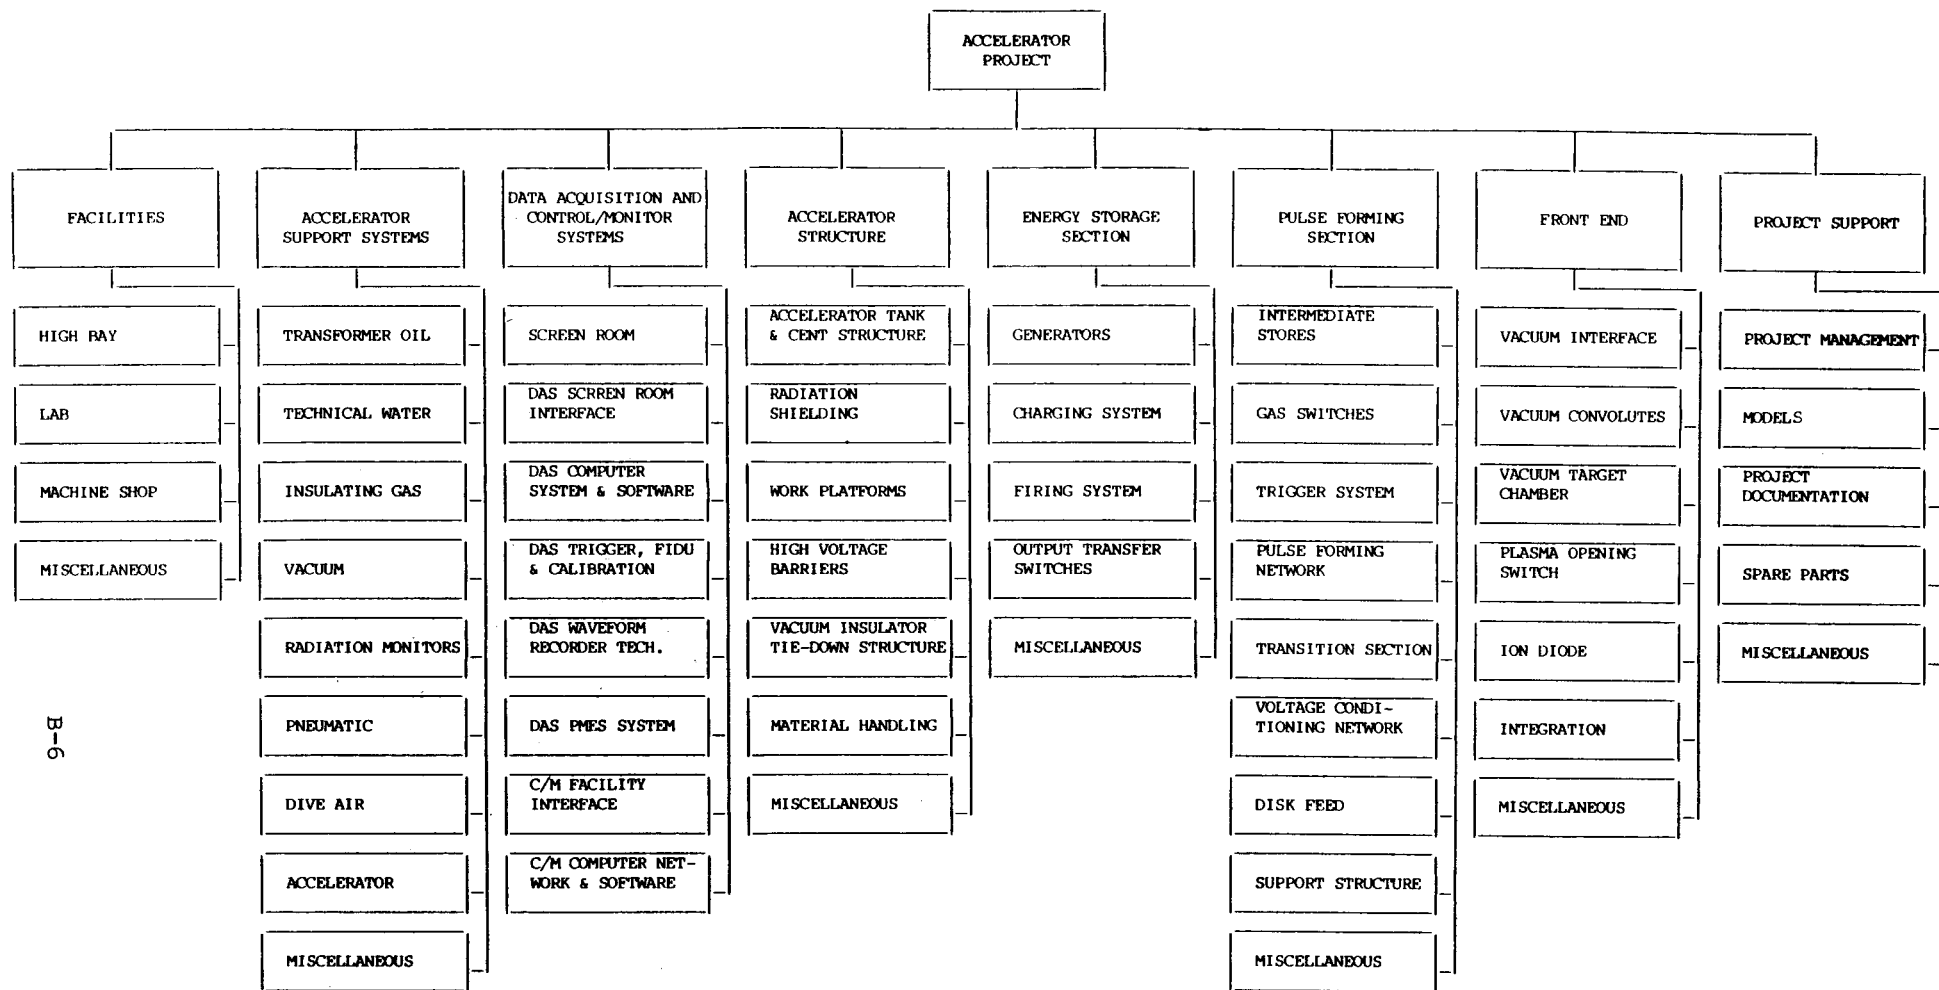 ACCELERATOR
PROJECT
FACILITIES
HIGH BAY
LAB
MACHINE SHOP
MISCELLANEOUS
ACCELERATOR
SUPPORT SYSTEMS
TRANSFORMER OIL
TECHNICAL WATER
INSULATING GAS
VACUUM
RADIATION MONITORS
PNEUMATIC
DIVE AIR
ACCELERATOR
MISCELLANEOUS
DATA ACQUISITION AND
CONTROL/MONITOR
SYSTEMS
SCREEN ROOM
DAS SCRREN ROOM
INTERFACE
DAS COMPUTER
SYSTEM & SOFTWARE
DAS TRIGGER, FIDU
& CALIBRATION
DAS WAVEFORM
RECORDER TECH.
DAS PMES SYSTEM
C/M FACILITY
INTERFACE
C/M COMPUTER NET-
WORK & SOFTWARE
ACCELERATOR
STRUCTURE
ACCELERATOR TANK
& CENT STRUCTURE
RADIATION
SHIELDING
WORK PLATFORMS
HIGH VOLTAGE
BARRIERS
VACUUM INSULATOR
TIE-DOWN STRUCTURE
MATERIAL HANDLING
MISCELLANEOUS
ENERGY STORAGE
SECTION
GENERATORS
CHARGING SYSTEM
FIRING SYSTEM
OUTPUT TRANSFER
SWITCHES
MISCELLANEOUS
PULSE FORMING
SECTION
INTERMEDIATE
STORES
GAS SWITCHES
TRIGGER SYSTEM
PULSE FORMING
NETWORK
TRANSITION SECTION
VOLTAGE CONDI-
TIONING NETWORK
DISK FEED
SUPPORT STRUCTURE
MISCELLANEOUS
FRONT END
VACUUM INTERFACE
VACUUM CONVOLUTES
VACUUM TARGET
CHAMBER
PLASMA OPENING
SWITCH
ION DIODE
INTEGRATION
MISCELLANEOUS
PROJECT SUPPORT
PROJECT MANAGEMENT
MODELS
PROJECT
DOCUMENTATION
SPARE PARTS
MISCELLANEOUS
B-6